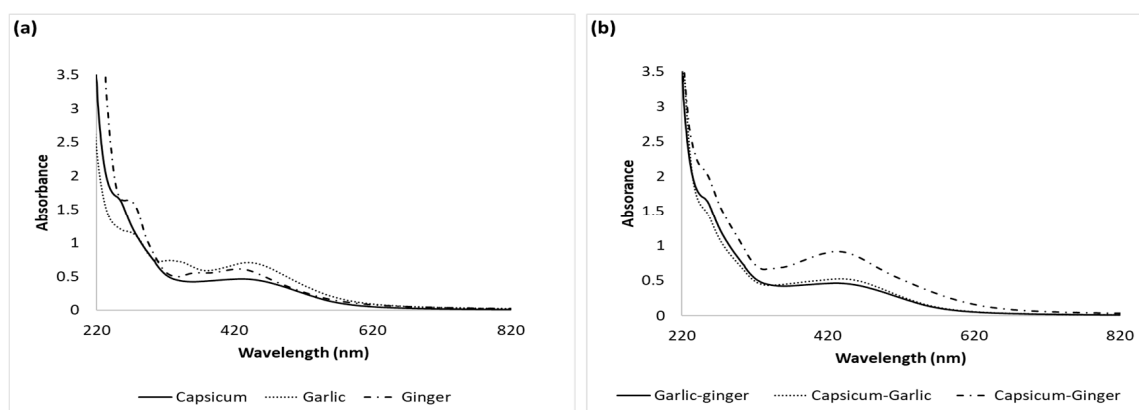 (a)
3.5
3
2.5
2
1.5
1
0.5
0
Absorbance
220 420 620 820
Wavelength (nm)
Capsicum Garlic Ginger
(b)
3.5
3
2.5
2
1.5
1
0.5
0
Absorance
220 420 620 820
Wavelength (nm)
Garlic-ginger Capsicum-Garlic Capsicum-Ginger